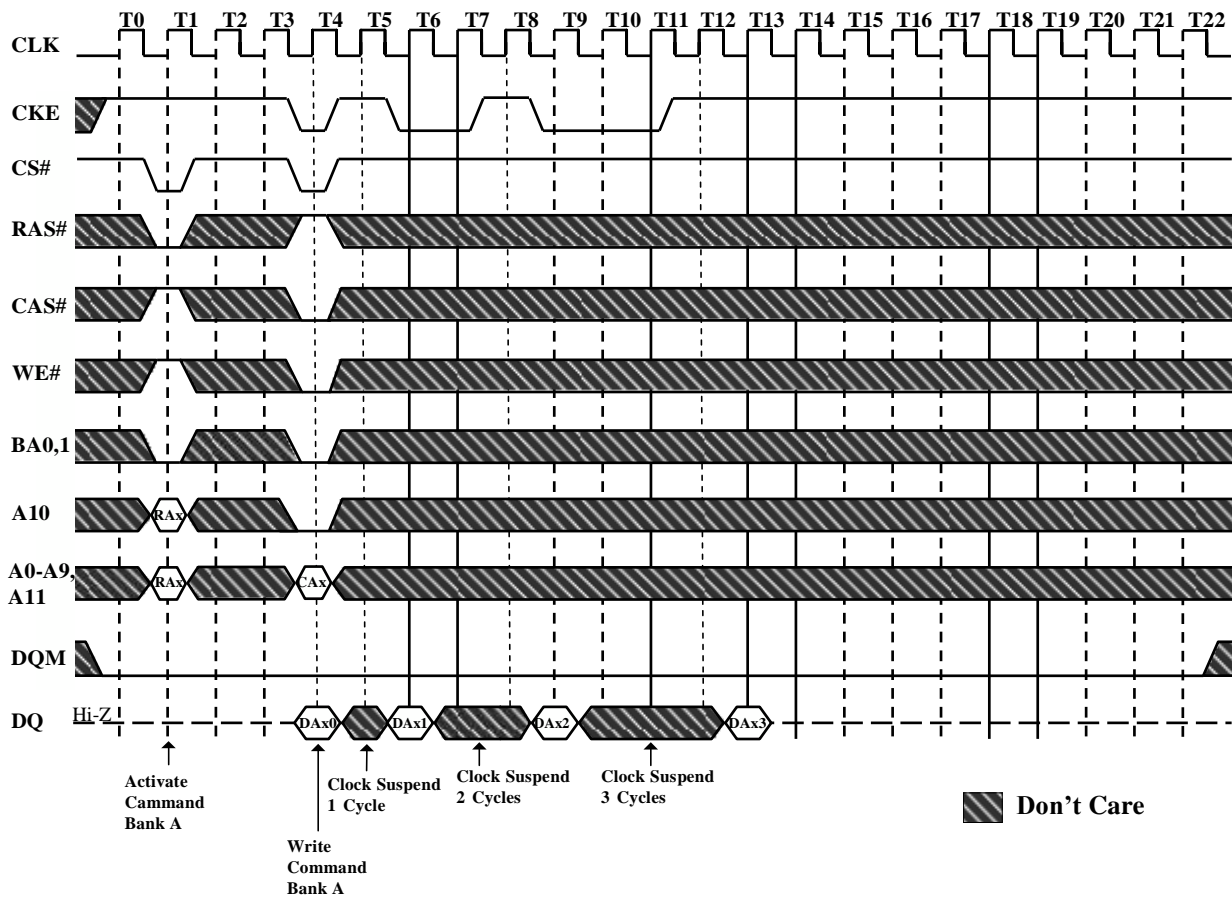 T0 T1 T2 T3 T4 T5 T6 T7 T8 T9 T10 T11 T12 T13 T14 T15 T16 T17 T18 T19 T20 T21 T22
CLK
CKE
CS#
RAS#
CAS#
WE#
BA0,1
A10 RAx
A0-A9,
A11 RAx CAx
DQM
DQ Hi-Z DAx0 DAx1 DAx2 DAx3
Activate
Cammand
Bank A
Write
Command
Bank A
Clock Suspend
1 Cycle
Clock Suspend
2 Cycles
Clock Suspend
3 Cycles
Don't Care